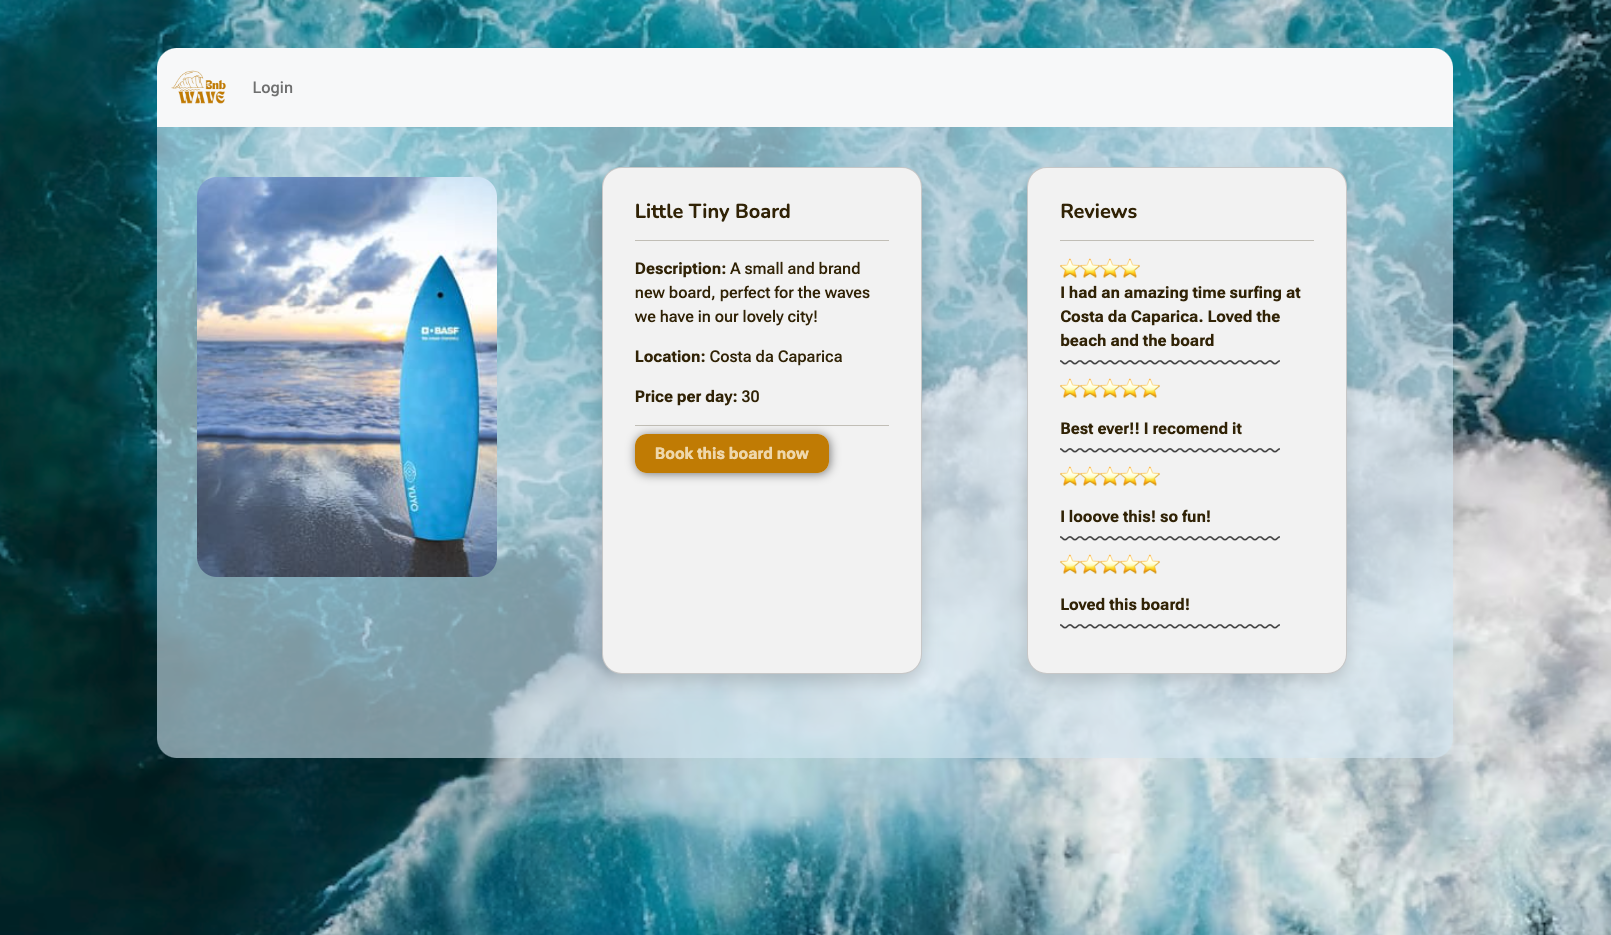 Bnb
WAVE
Login
BASF
YUYO
Little Tiny Board
Description: A small and brand
new board, perfect for the waves
we have in our lovely city!
Location: Costa da Caparica
Price per day: 30
Book this board now
Reviews
I had an amazing time surfing at
Costa da Caparica. Loved the
beach and the board
Best ever!! I recomend it
I looove this! so fun!
Loved this board!